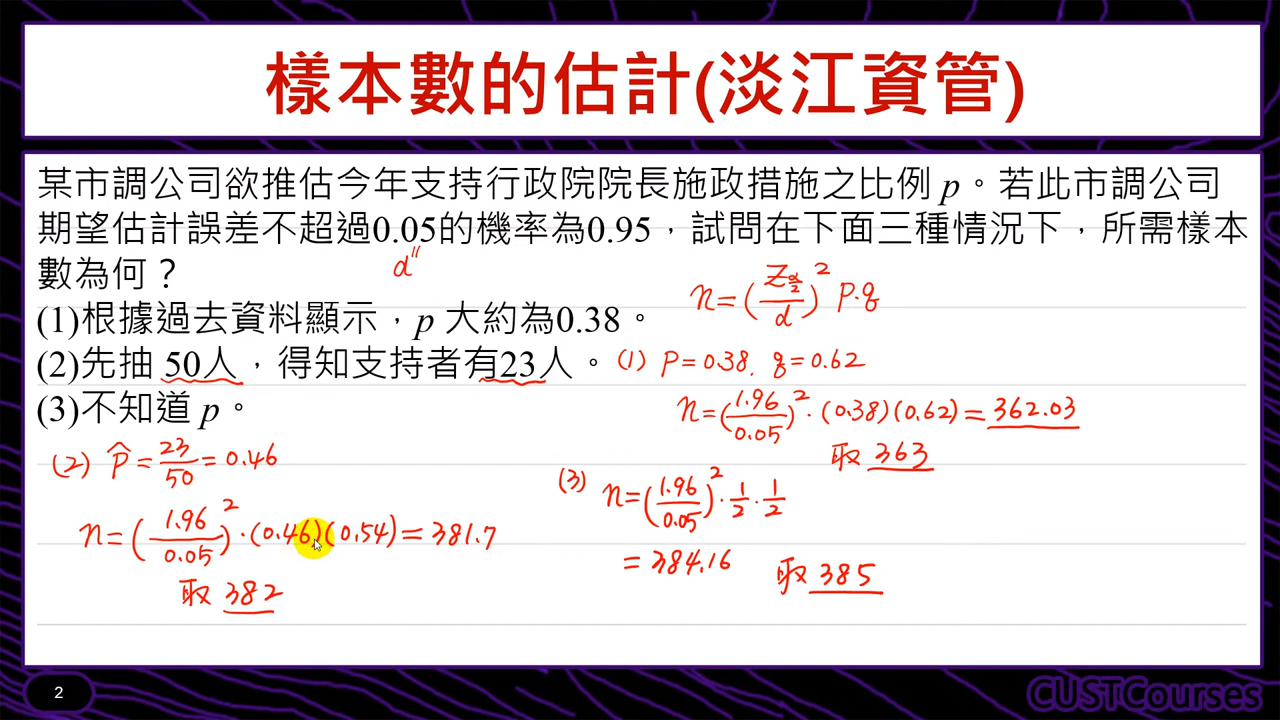 樣本數的估計(淡江資管)
某市調公司欲推估今年支持行政院院長施政措施之比例 p。若此市調公司
期望估計誤差不超過0.05的機率為0.95，試問在下面三種情況下，所需樣本
數為何？
d"
n=(Zα/2/d)² p·q
(1)根據過去資料顯示，p 大約為0.38。
(2)先抽 50人，得知支持者有23人。
(1) p=0.38. q=0.62
(3)不知道 p。
n=(1.96/0.05)²·(0.38)(0.62)=362.03
取 363
(2) p̂=23/50=0.46
n=(1.96/0.05)²·(0.46)(0.54)=381.7
取 382
(3) n=(1.96/0.05)²·1/2·1/2
=384.16
取 385
2
CUSTCourses